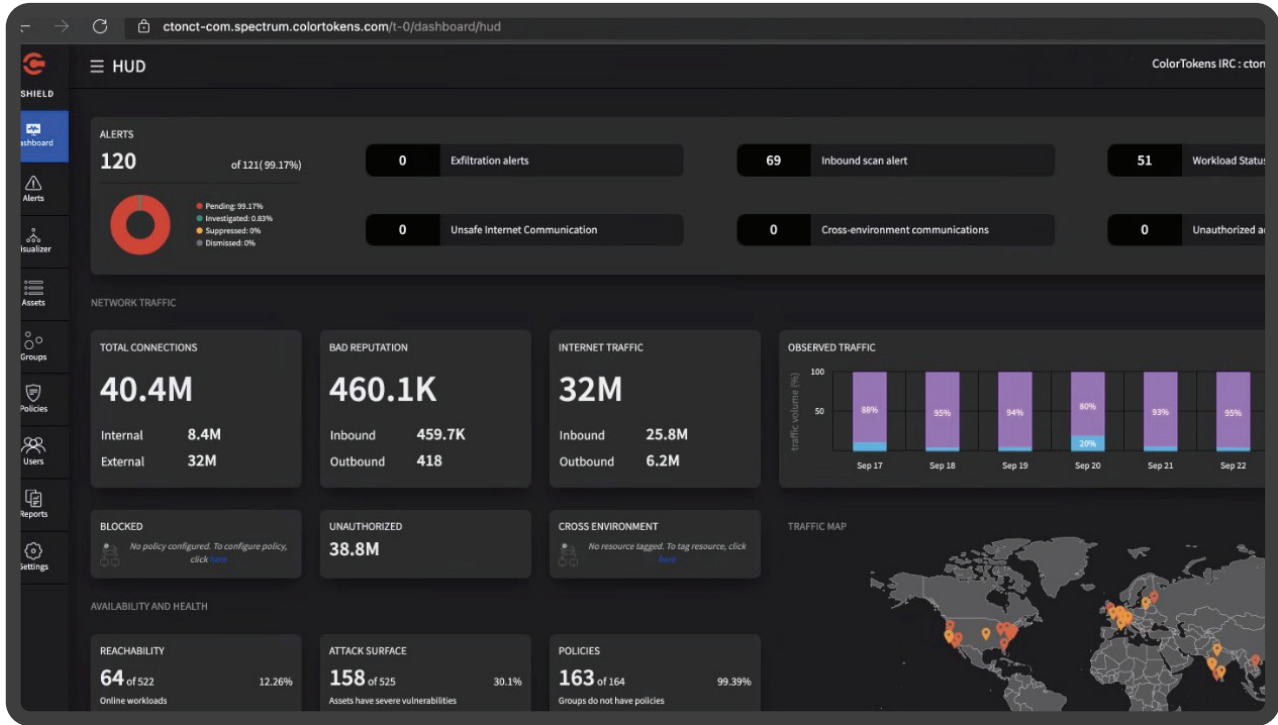 ctonct-com.spectrum.colortokens.com/t-0/dashboard/hud
SHIELD
HUD
ColorTokens IRC : cton
ashboard
Alerts
isualizer
Assets
Groups
Policies
Users
Reports
Settings
ALERTS
120
of 121( 99.17%)
Pending: 99.17%
Investigated: 0.83%
Suppressed: 0%
Dismissed: 0%
0 Exfiltration alerts
69 Inbound scan alert
51 Workload Status
0 Unsafe Internet Communication
0 Cross-environment communications
0 Unauthorized a
NETWORK TRAFFIC
TOTAL CONNECTIONS
40.4M
Internal 8.4M
External 32M
BAD REPUTATION
460.1K
Inbound 459.7K
Outbound 418
INTERNET TRAFFIC
32M
Inbound 25.8M
Outbound 6.2M
OBSERVED TRAFFIC
traffic volume (%)
100
50
88% 95% 94% 80% 93% 95%
20%
Sep 17 Sep 18 Sep 19 Sep 20 Sep 21 Sep 22
BLOCKED
No policy configured. To configure policy,
click here
UNAUTHORIZED
38.8M
CROSS ENVIRONMENT
No resource tagged. To tag resource, click
here
TRAFFIC MAP
AVAILABILITY AND HEALTH
REACHABILITY
64 of 522 12.26%
Online workloads
ATTACK SURFACE
158 of 525 30.1%
Assets have severe vulnerabilities
POLICIES
163 of 164 99.39%
Groups do not have policies